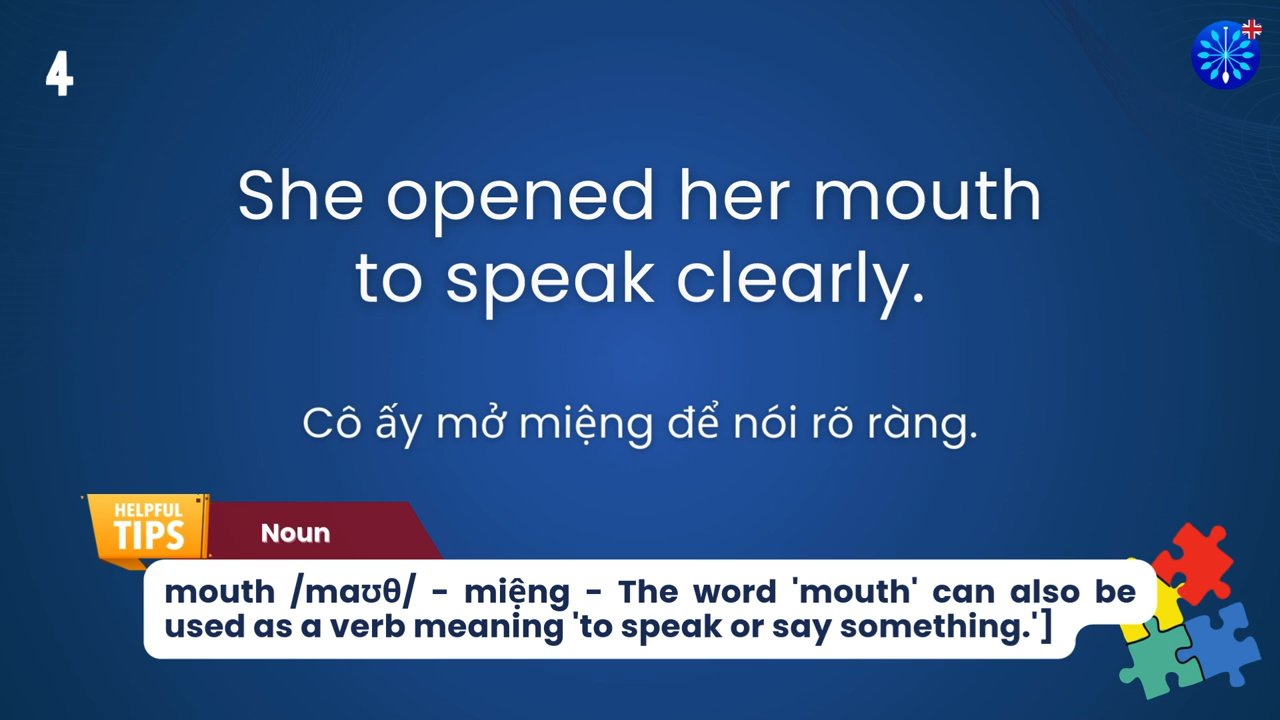 4
She opened her mouth
to speak clearly.
Cô ấy mở miệng để nói rõ ràng.
HELPFUL
TIPS
Noun
mouth /maʊθ/ - miệng - The word 'mouth' can also be
used as a verb meaning 'to speak or say something.']